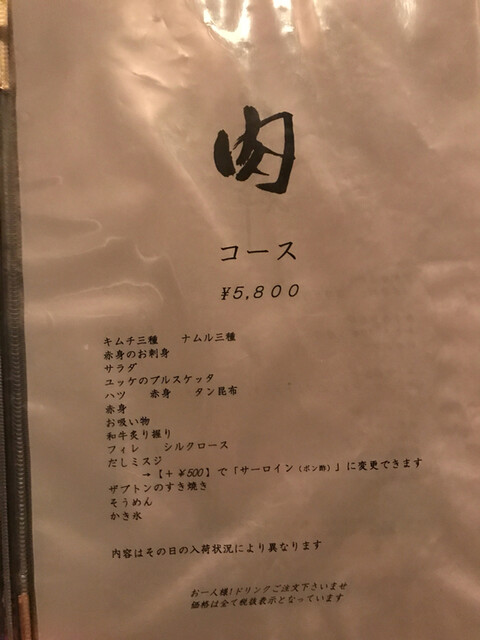 肉
コース
¥5,800
キムチ三種 ナムル三種
赤身のお刺身
サラダ
ユッケのブルスケッタ
ハツ 赤身 タン昆布
赤身
お吸い物
和牛炙り握り
フィレ シルクロース
だしミスジ
→【+¥500】で「サーロイン(ポン酢)」に変更できます
ザブトンのすき焼き
そうめん
かき氷
内容はその日の入荷状況により異なります
お一人様1ドリンクご注文下さいませ
価格は全て税抜表示となっています